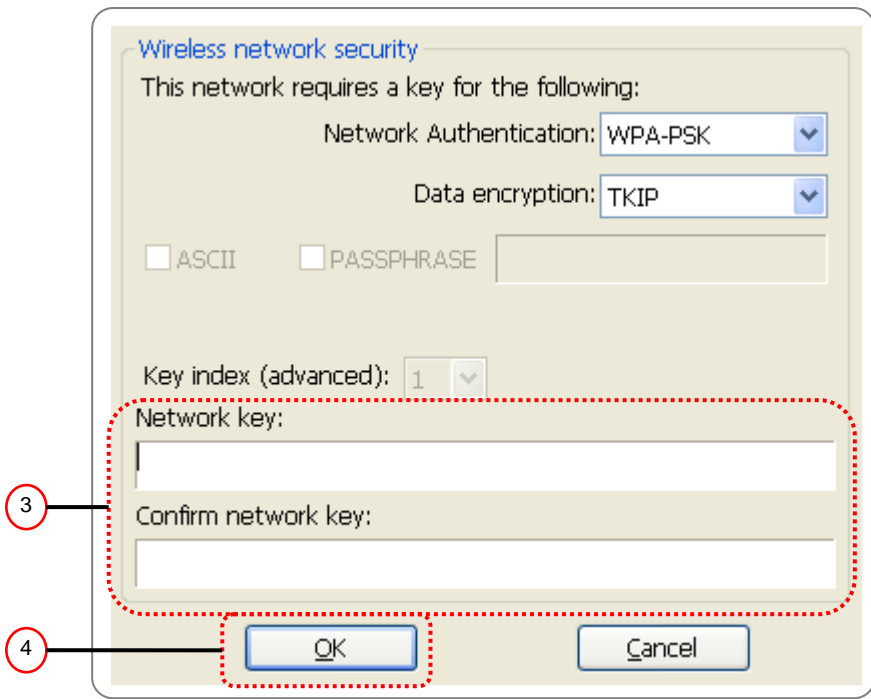 Wireless network security
This network requires a key for the following:
Network Authentication: WPA-PSK
Data encryption: TKIP
ASCII PASSPHRASE
Key index (advanced): 1
Network key:
3
Confirm network key:
4
OK Cancel